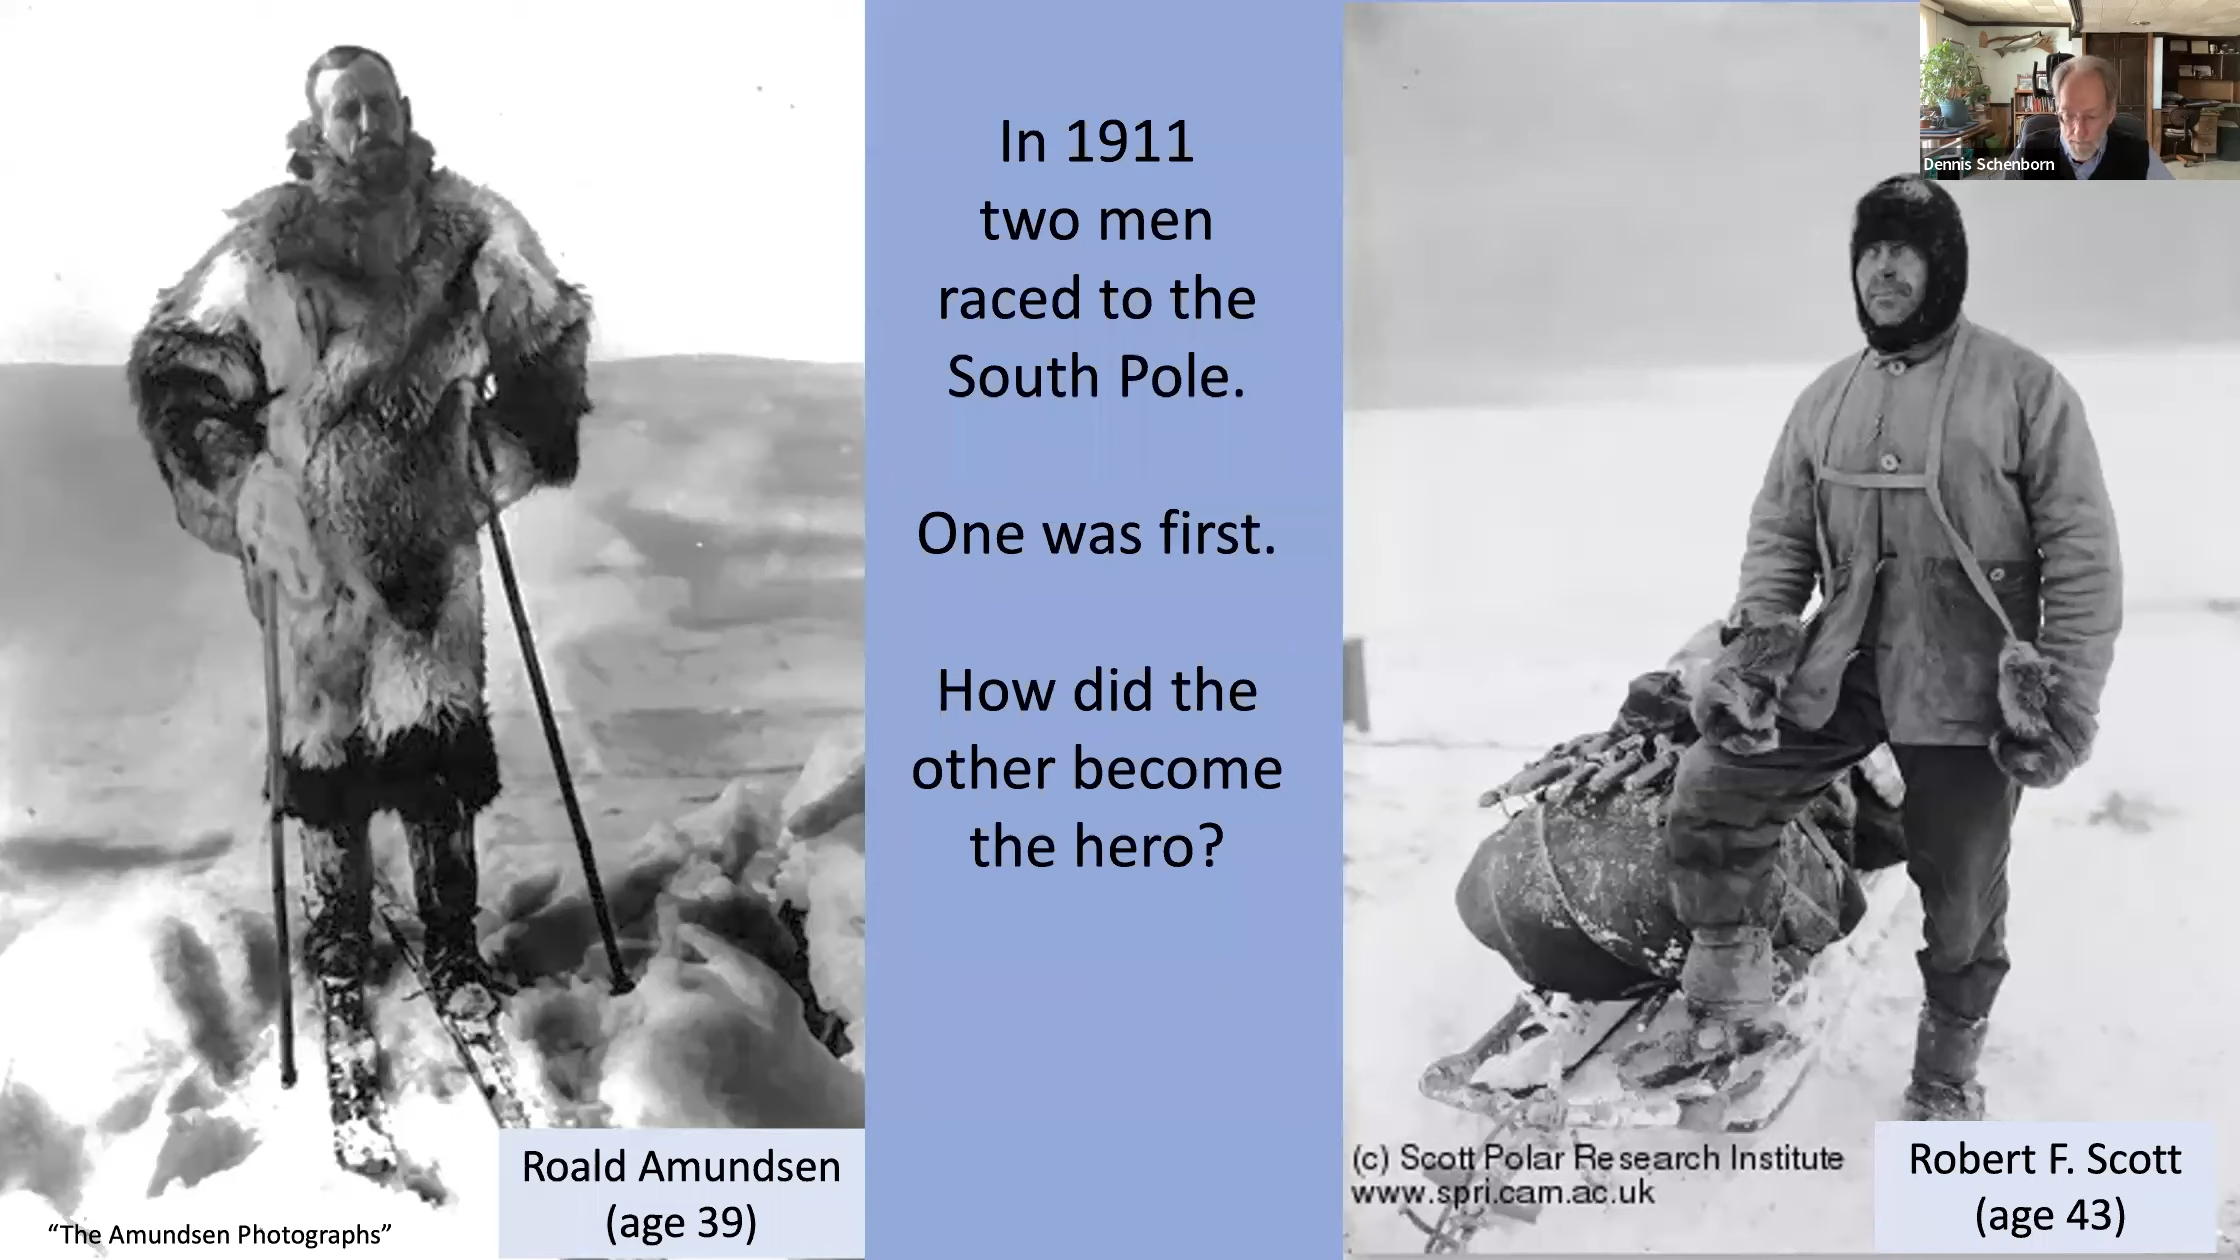 In 1911
two men
raced to the
South Pole.
One was first.
How did the
other become
the hero?
Dennis Schenborn
Roald Amundsen
(age 39)
“The Amundsen Photographs”
(c) Scott Polar Research Institute
www.spri.cam.ac.uk
Robert F. Scott
(age 43)